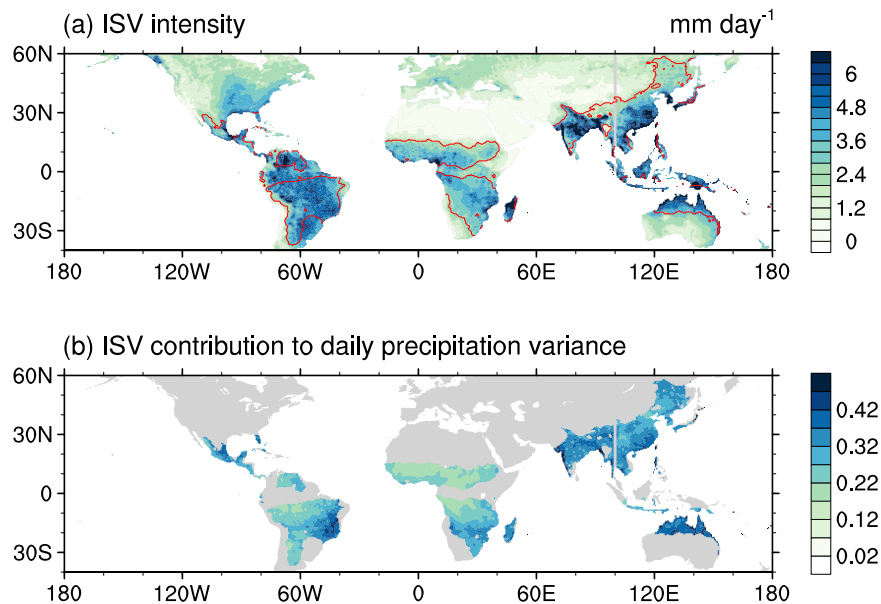 (a) ISV intensity mm day-1
60N
30N
0
30S
180 120W 60W 0 60E 120E 180
6
4.8
3.6
2.4
1.2
0
(b) ISV contribution to daily precipitation variance
60N
30N
0
30S
180 120W 60W 0 60E 120E 180
0.42
0.32
0.22
0.12
0.02